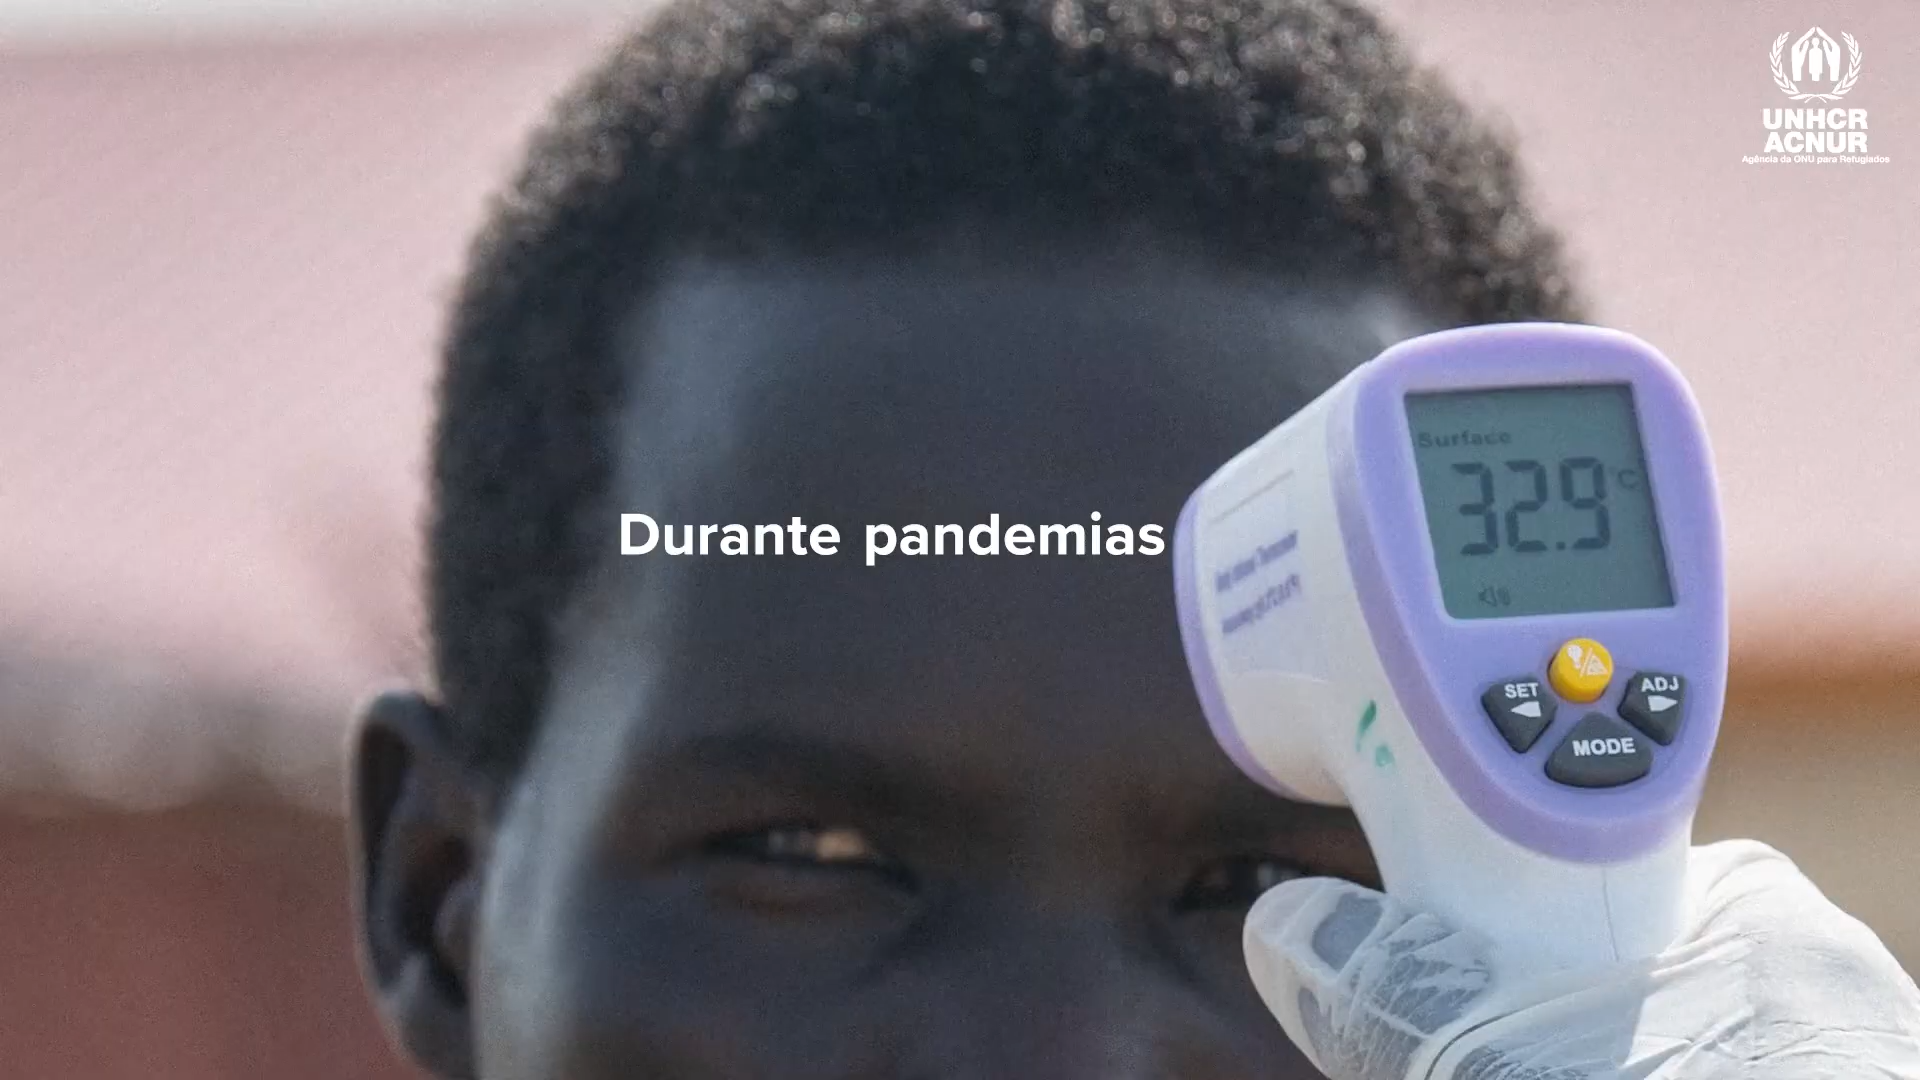 UNHCR
ACNUR
Agência da ONU para Refugiados
Durante pandemias
Surface
32.9 °C
SET
ADJ
MODE